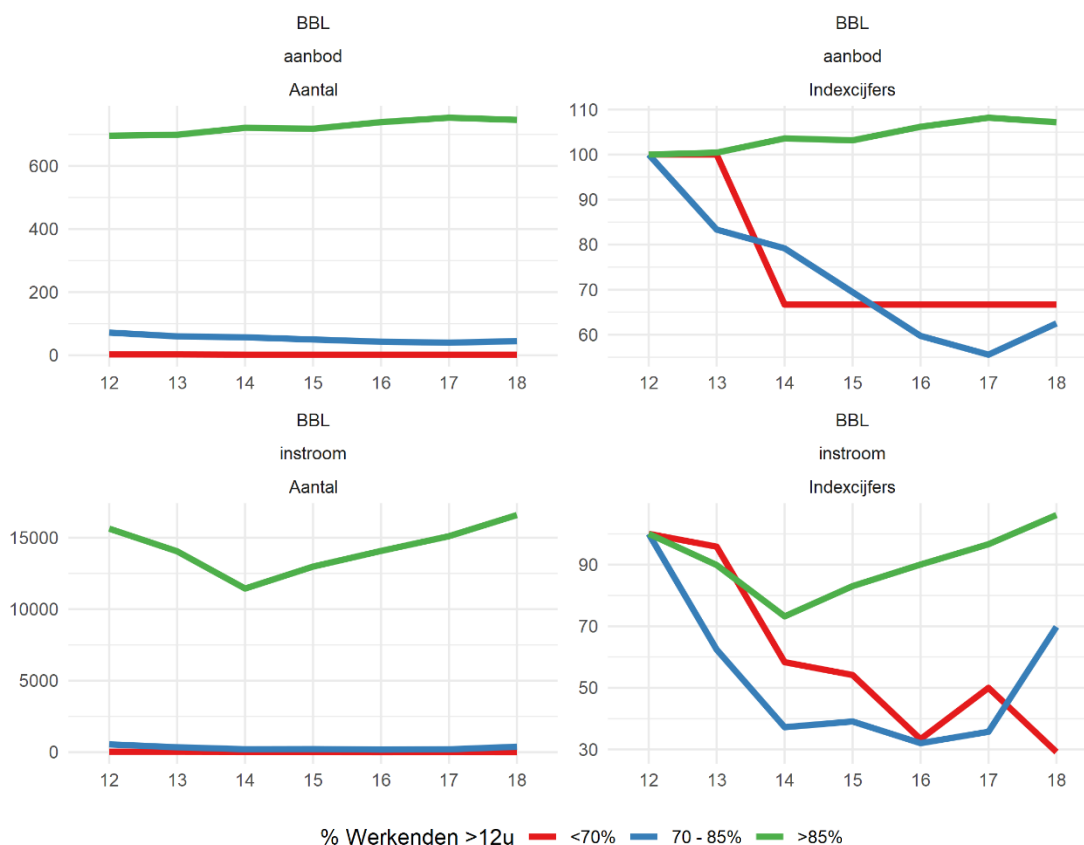 BBL
aanbod
Aantal
600
400
200
0
12 13 14 15 16 17 18
BBL
aanbod
Indexcijfers
110
100
90
80
70
60
12 13 14 15 16 17 18
BBL
instroom
Aantal
15000
10000
5000
0
12 13 14 15 16 17 18
BBL
instroom
Indexcijfers
90
70
50
30
12 13 14 15 16 17 18
% Werkenden >12u <70% 70 - 85% >85%